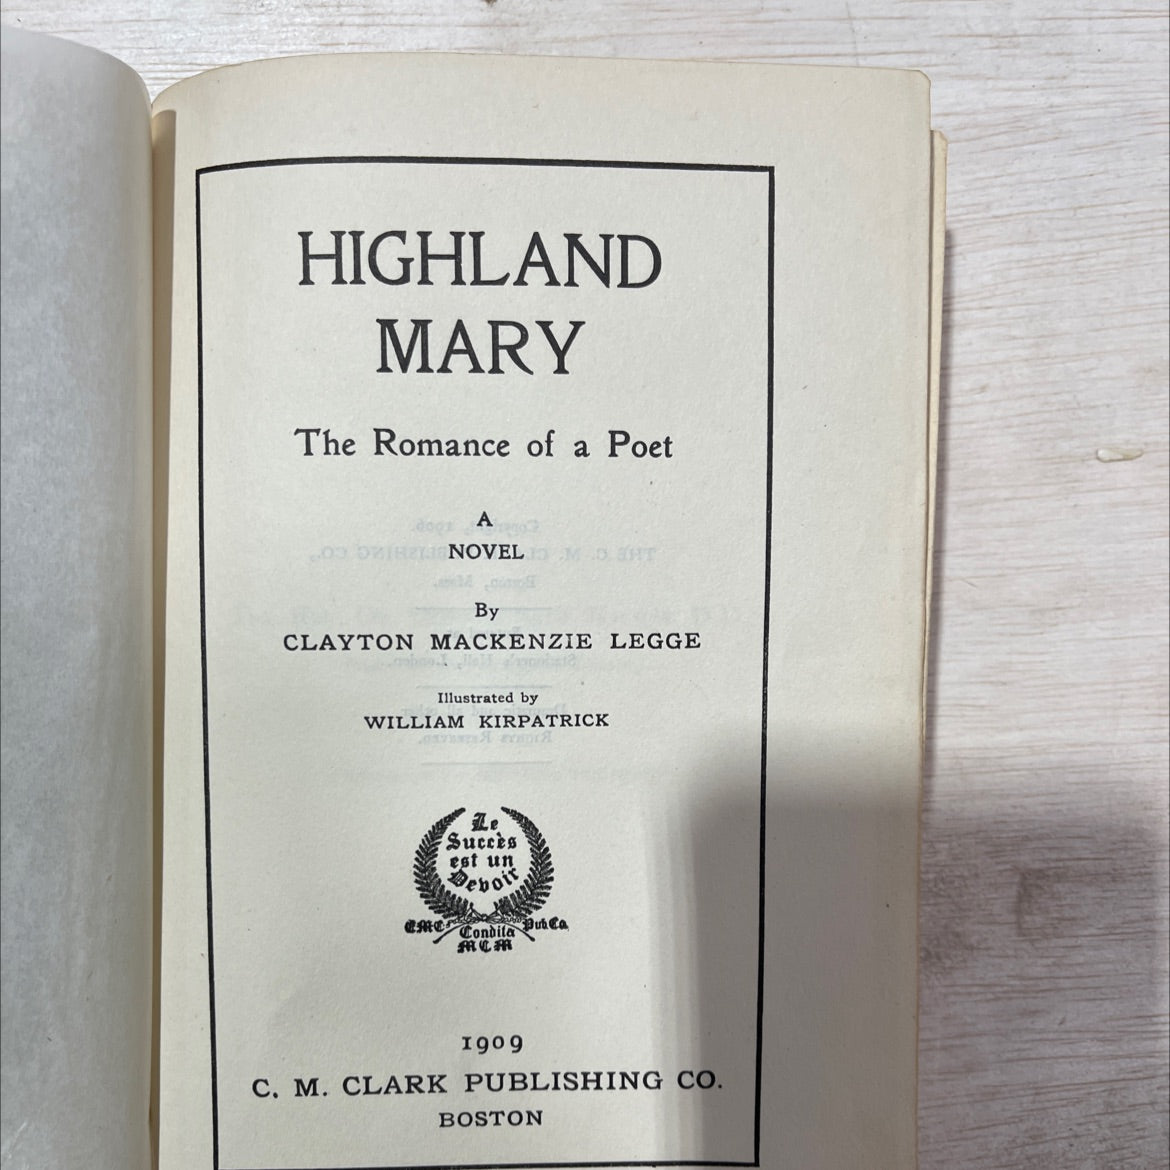 HIGHLAND
MARY
The Romance of a Poet
A
NOVEL
By
CLAYTON MACKENZIE LEGGE
Illustrated by
WILLIAM KIRPATRICK
Le
Succès
est un
Devoir
CMC Pub Co.
Condita
MCM
1909
C. M. CLARK PUBLISHING CO.
BOSTON